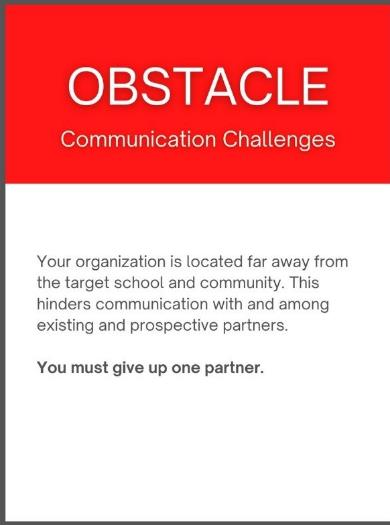 OBSTACLE
Communication Challenges
Your organization is located far away from
the target school and community. This
hinders communication with and among
existing and prospective partners.
You must give up one partner.